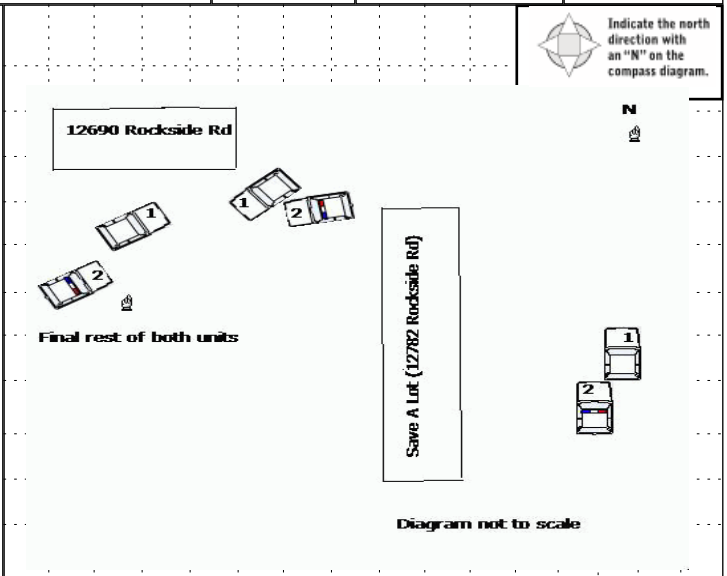 Indicate the north
direction with
an "N" on the
compass diagram.
N
12690 Rockside Rd
1
1
2
2
Final rest of both units
Save A Lot (12782 Rockside Rd)
1
2
Diagram not to scale